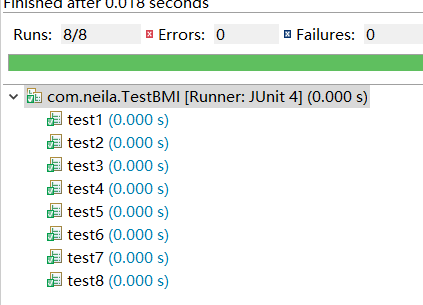 Finished after 0.018 seconds
Runs: 8/8 Errors: 0 Failures: 0
com.neila.TestBMI [Runner: JUnit 4] (0.000 s)
test1 (0.000 s)
test2 (0.000 s)
test3 (0.000 s)
test4 (0.000 s)
test5 (0.000 s)
test6 (0.000 s)
test7 (0.000 s)
test8 (0.000 s)